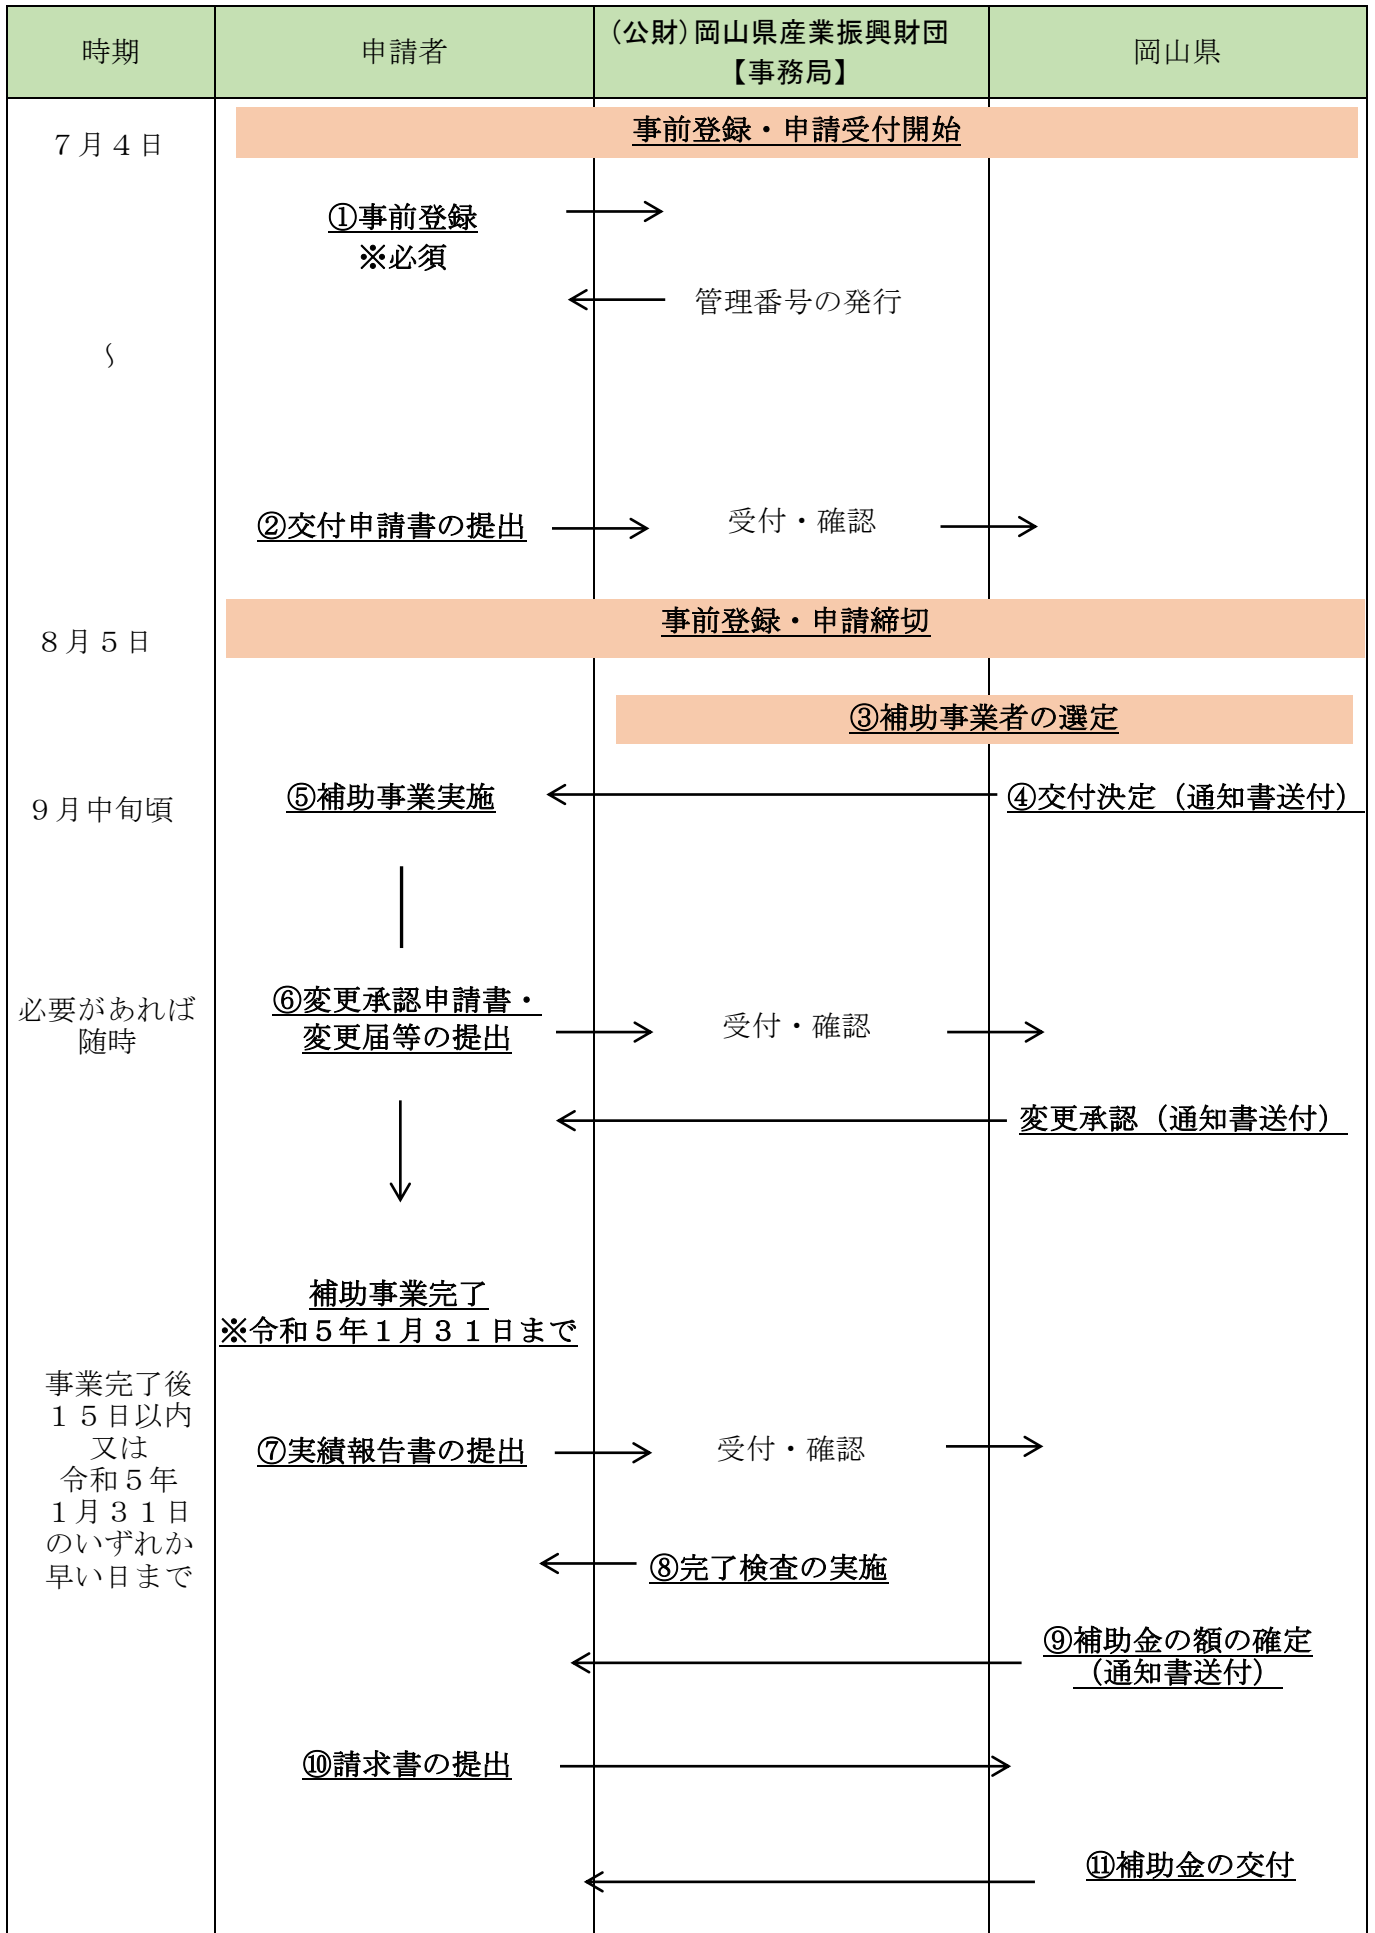 時期
申請者
(公財)岡山県産業振興財団
【事務局】
岡山県
７月４日
事前登録・申請受付開始
①事前登録
※必須
管理番号の発行
～
②交付申請書の提出
受付・確認
８月５日
事前登録・申請締切
③補助事業者の選定
９月中旬頃
⑤補助事業実施
④交付決定（通知書送付）
必要があれば
随時
⑥変更承認申請書・
変更届等の提出
受付・確認
変更承認（通知書送付）
補助事業完了
※令和５年１月３１日まで
事業完了後
１５日以内
又は
令和５年
１月３１日
のいずれか
早い日まで
⑦実績報告書の提出
受付・確認
⑧完了検査の実施
⑨補助金の額の確定
（通知書送付）
⑩請求書の提出
⑪補助金の交付